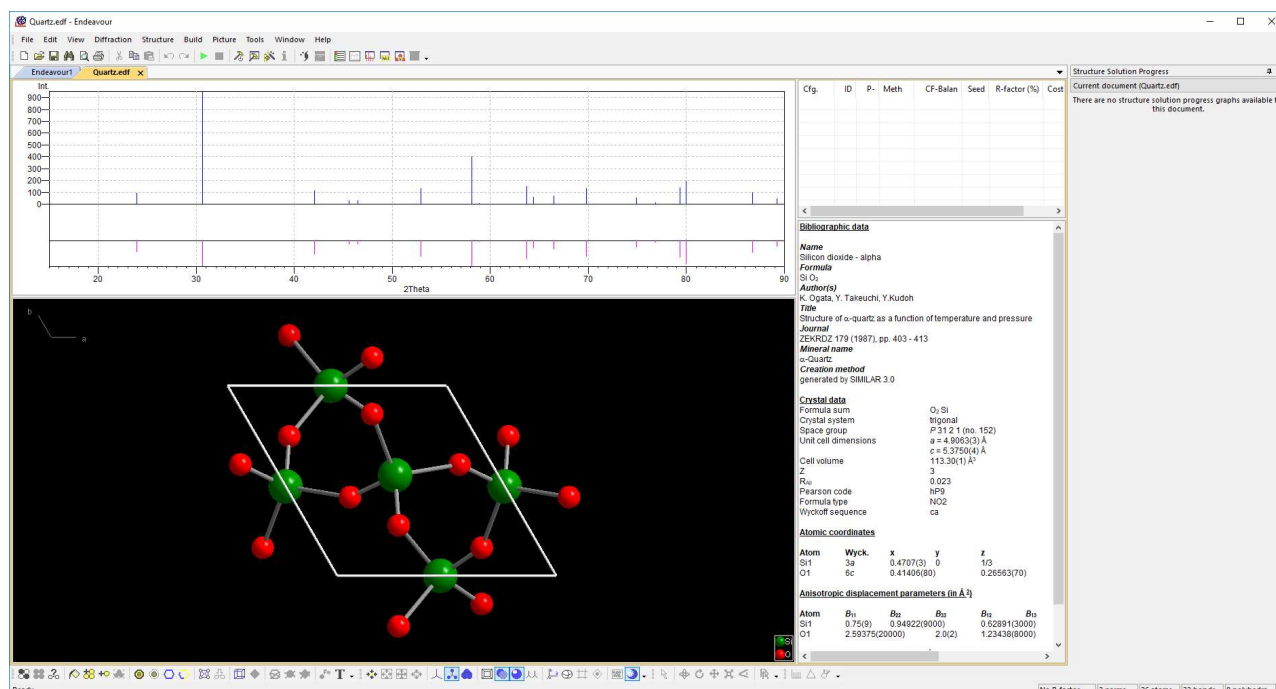 Quartz.edf - Endeavour
File Edit View Diffraction Structure Build Picture Tools Window Help
Endeavour1 Quartz.edf
Int.
900
800
700
600
500
400
300
200
100
0
20 30 40 50 60 70 80 90
2Theta
b
a
Si
O
Cfg. ID P- Meth CF-Balan Seed R-factor (%) Cost
Bibliographic data
Name
Silicon dioxide - alpha
Formula
Si O₂
Author(s)
K. Ogata, Y. Takeuchi, Y.Kudoh
Title
Structure of α-quartz as a function of temperature and pressure
Journal
ZEKRDZ 179 (1987), pp. 403 - 413
Mineral name
α-Quartz
Creation method
generated by SIMILAR 3.0
Crystal data
Formula sum O₂ Si
Crystal system trigonal
Space group P 31 2 1 (no. 152)
Unit cell dimensions a = 4.9063(3) Å
c = 5.3750(4) Å
Cell volume 113.30(1) Å³
Z 3
R_All 0.023
Pearson code hP9
Formula type NO2
Wyckoff sequence ca
Atomic coordinates
Atom Wyck. x y z
Si1 3a 0.4707(3) 0 1/3
O1 6c 0.41406(80) 0.26563(70)
Anisotropic displacement parameters (in Å²)
Atom B₁₁ B₂₂ B₃₃ B₁₂ B₁₃
Si1 0.75(9) 0.94922(9000) 0.62891(3000)
O1 2.59375(20000) 2.0(2) 1.23438(8000)
Structure Solution Progress
Current document (Quartz.edf)
There are no structure solution progress graphs available
this document.